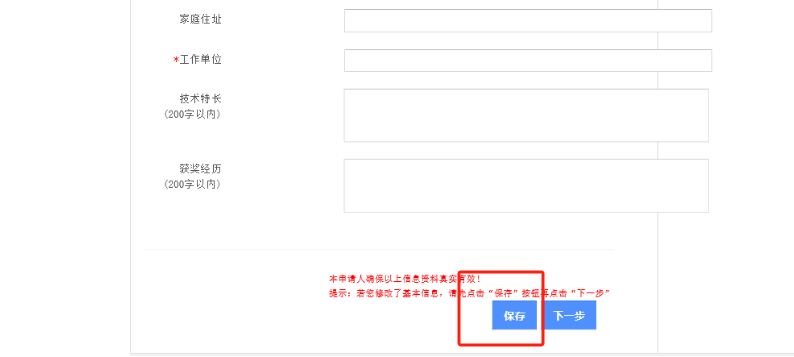 家庭住址
*工作单位
技术特长
(200字以内)
获奖经历
(200字以内)
本申请人确保以上信息资料真实有效！
提示：若您修改了基本信息，请先点击“保存”按钮再点击“下一步”
保存 下一步